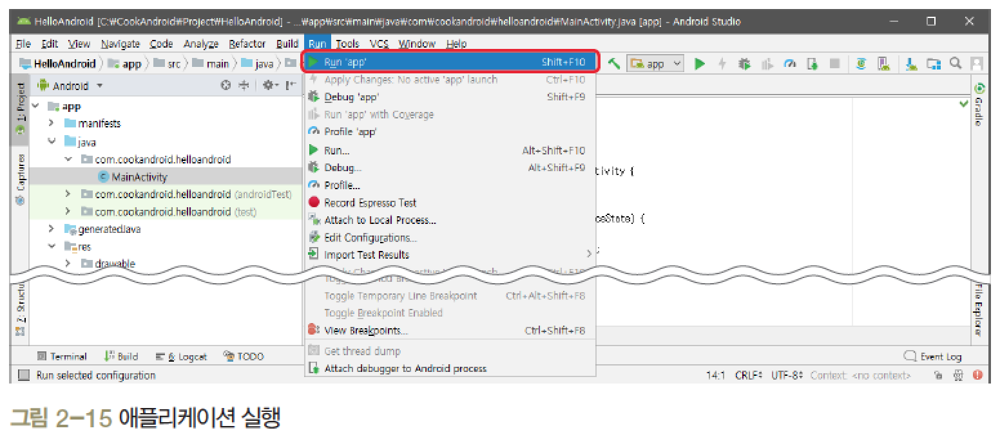 HelloAndroid [C:₩CookAndroid₩Project₩HelloAndroid] - ...₩app₩src₩main₩java₩com₩cookandroid₩helloandroid₩MainActivity.java [app] - Android Studio
File Edit View Navigate Code Analyze Refactor Build Run Tools VCS Window Help
HelloAndroid app src main java
Run 'app' Shift+F10
app
Android
Apply Changes: No active 'app' launch Ctrl+F10
Debug 'app' Shift+F9
Run 'app' with Coverage
Profile 'app'
Run... Alt+Shift+F10
Debug... Alt+Shift+F9
Profile...
Record Espresso Test
Attach to Local Process...
Edit Configurations...
Import Test Results
Toggle Temporary Line Breakpoint Ctrl+Alt+Shift+F8
Toggle Breakpoint Enabled
View Breakpoints... Ctrl+Shift+F8
Get thread dump
Attach debugger to Android process
1: Project
Captures
app
manifests
java
com.cookandroid.helloandroid
MainActivity
com.cookandroid.helloandroid (androidTest)
com.cookandroid.helloandroid (test)
generatedJava
res
drawable
tivity {
ceState) {
;
Gradle
File Explorer
Terminal Build 6: Logcat TODO
Event Log
Run selected configuration
14:1 CRLF UTF-8 Context: <no context>
그림 2-15 애플리케이션 실행